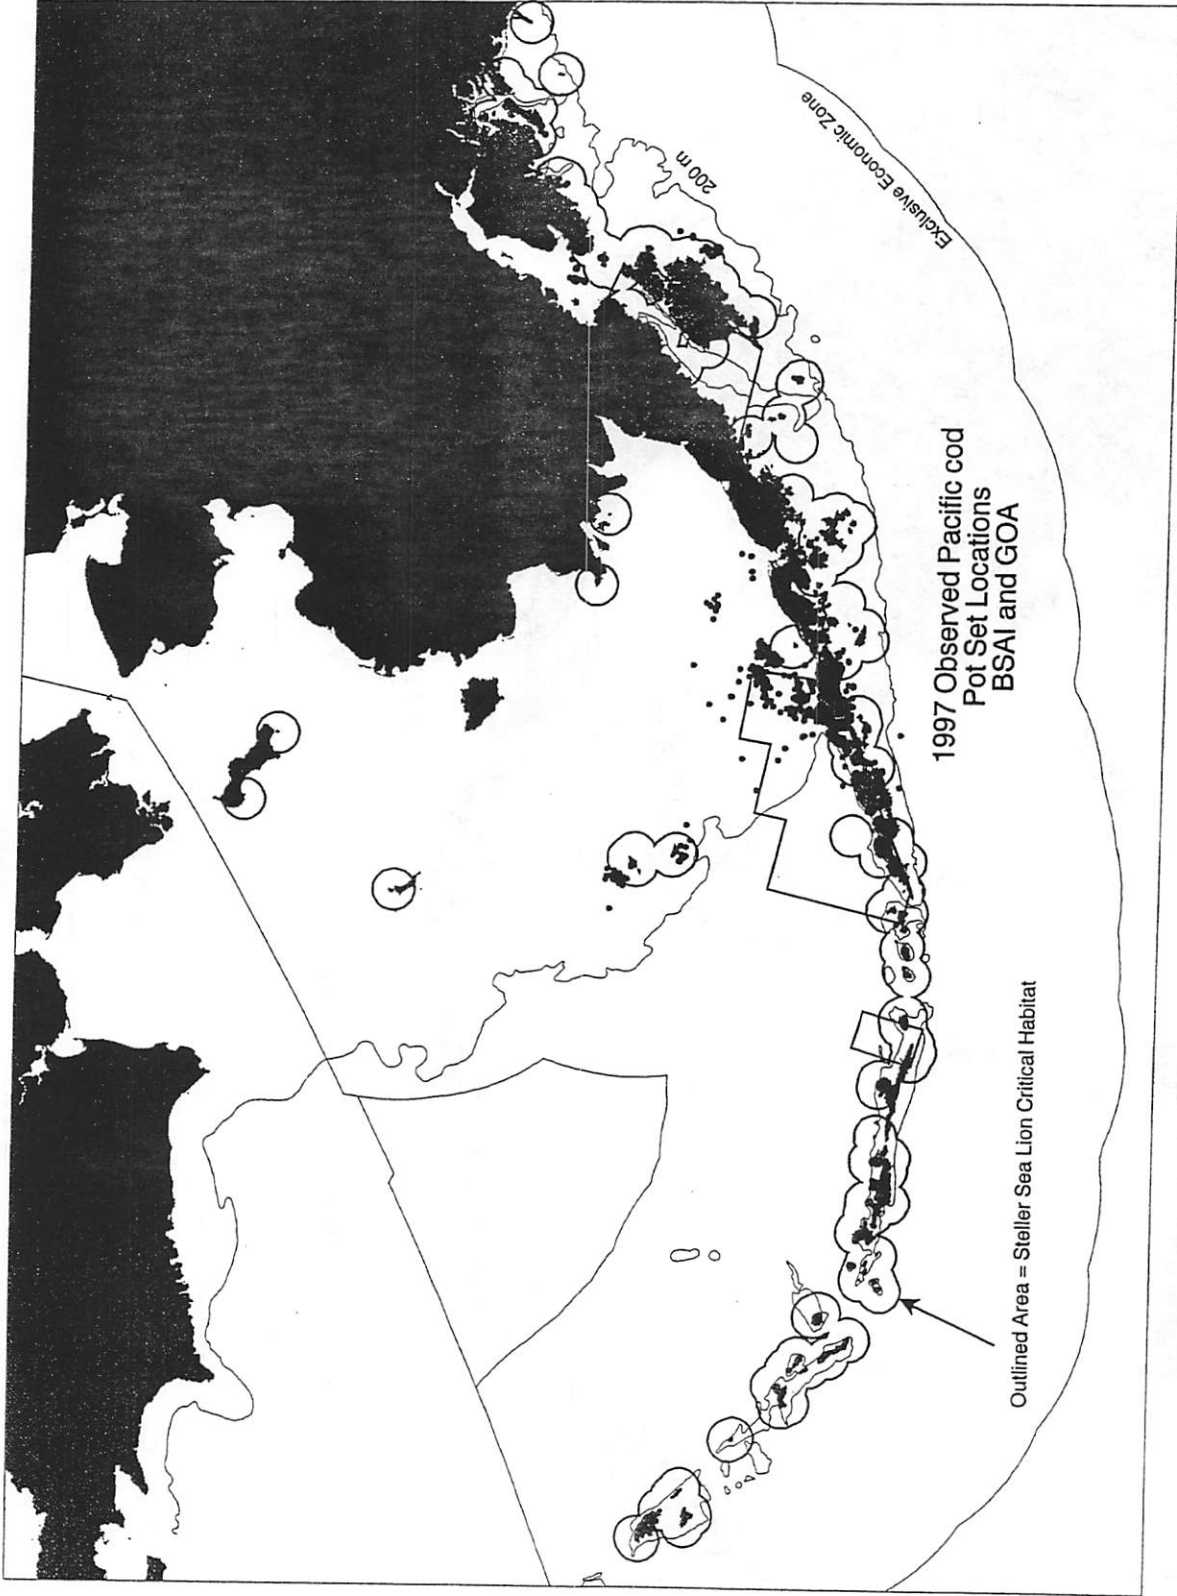 200 m
Exclusive Economic Zone
1997 Observed Pacific cod
Pot Set Locations
BSAI and GOA
Outlined Area = Steller Sea Lion Critical Habitat